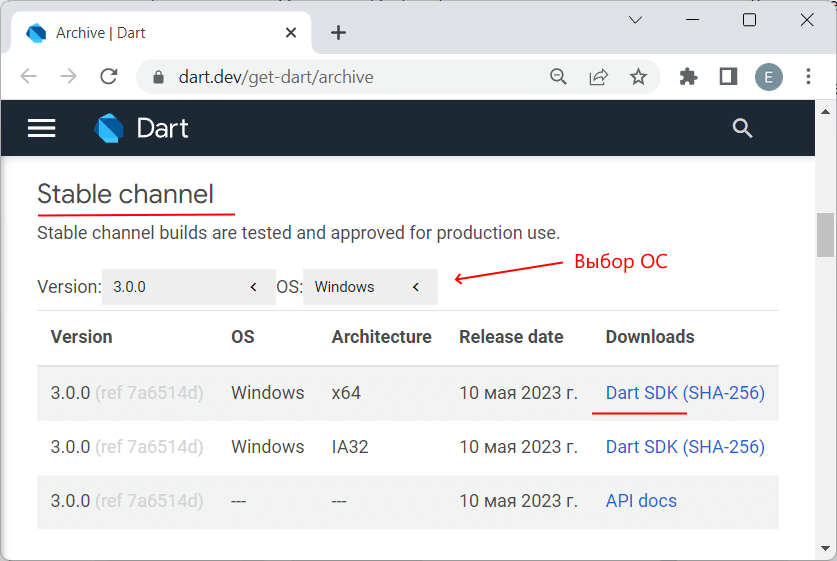 Archive | Dart
dart.dev/get-dart/archive
E
Dart
Stable channel
Stable channel builds are tested and approved for production use.
Выбор ОС
Version: 3.0.0 OS: Windows
Version OS Architecture Release date Downloads
3.0.0 (ref 7a6514d) Windows x64 10 мая 2023 г. Dart SDK (SHA-256)
3.0.0 (ref 7a6514d) Windows IA32 10 мая 2023 г. Dart SDK (SHA-256)
3.0.0 (ref 7a6514d) --- --- 10 мая 2023 г. API docs